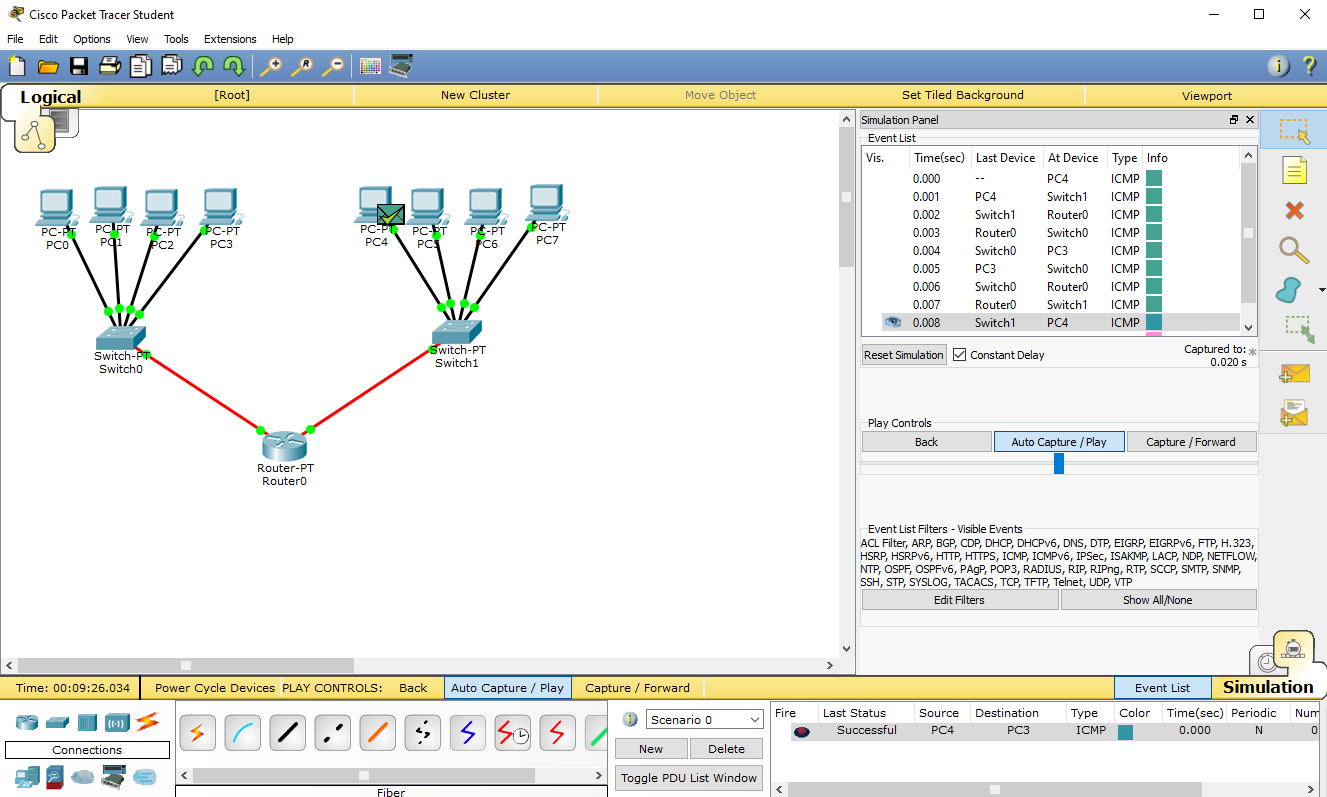 Cisco Packet Tracer Student
File Edit Options View Tools Extensions Help
Logical [Root] New Cluster Move Object Set Tiled Background Viewport
PC-PT
PC0
PC-PT
PC1
PC-PT
PC2
PC-PT
PC3
PC-PT
PC4
PC-PT
PC5
PC-PT
PC6
PC-PT
PC7
Switch-PT
Switch0
Switch-PT
Switch1
Router-PT
Router0
Simulation Panel
Event List
Vis. Time(sec) Last Device At Device Type Info
0.000 -- PC4 ICMP
0.001 PC4 Switch1 ICMP
0.002 Switch1 Router0 ICMP
0.003 Router0 Switch0 ICMP
0.004 Switch0 PC3 ICMP
0.005 PC3 Switch0 ICMP
0.006 Switch0 Router0 ICMP
0.007 Router0 Switch1 ICMP
0.008 Switch1 PC4 ICMP
Reset Simulation Constant Delay Captured to: *
0.020 s
Play Controls
Back Auto Capture / Play Capture / Forward
Event List Filters - Visible Events
ACL Filter, ARP, BGP, CDP, DHCP, DHCPv6, DNS, DTP, EIGRP, EIGRPv6, FTP, H.323,
HSRP, HSRPv6, HTTP, HTTPS, ICMP, ICMPv6, IPSec, ISAKMP, LACP, NDP, NETFLOW,
NTP, OSPF, OSPFv6, PAgP, POP3, RADIUS, RIP, RIPng, RTP, SCCP, SMTP, SNMP,
SSH, STP, SYSLOG, TACACS, TCP, TFTP, Telnet, UDP, VTP
Edit Filters Show All/None
Time: 00:09:26.034 Power Cycle Devices PLAY CONTROLS: Back Auto Capture / Play Capture / Forward Event List Simulation
Connections
Fiber
Scenario 0
New Delete
Toggle PDU List Window
Fire Last Status Source Destination Type Color Time(sec) Periodic Num
Successful PC4 PC3 ICMP 0.000 N 0